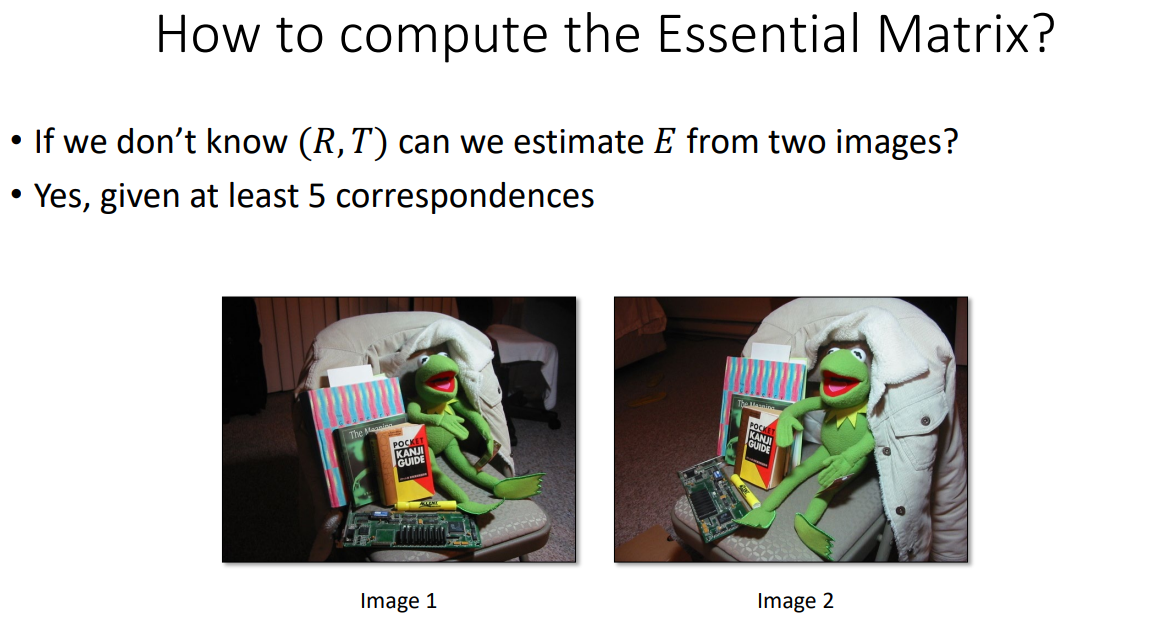 How to compute the Essential Matrix?
• If we don’t know (R, T) can we estimate E from two images?
• Yes, given at least 5 correspondences
The Meaning
POCKET
KANJI
GUIDE
The Meaning
POCKET
KANJI
GUIDE
Image 1
Image 2